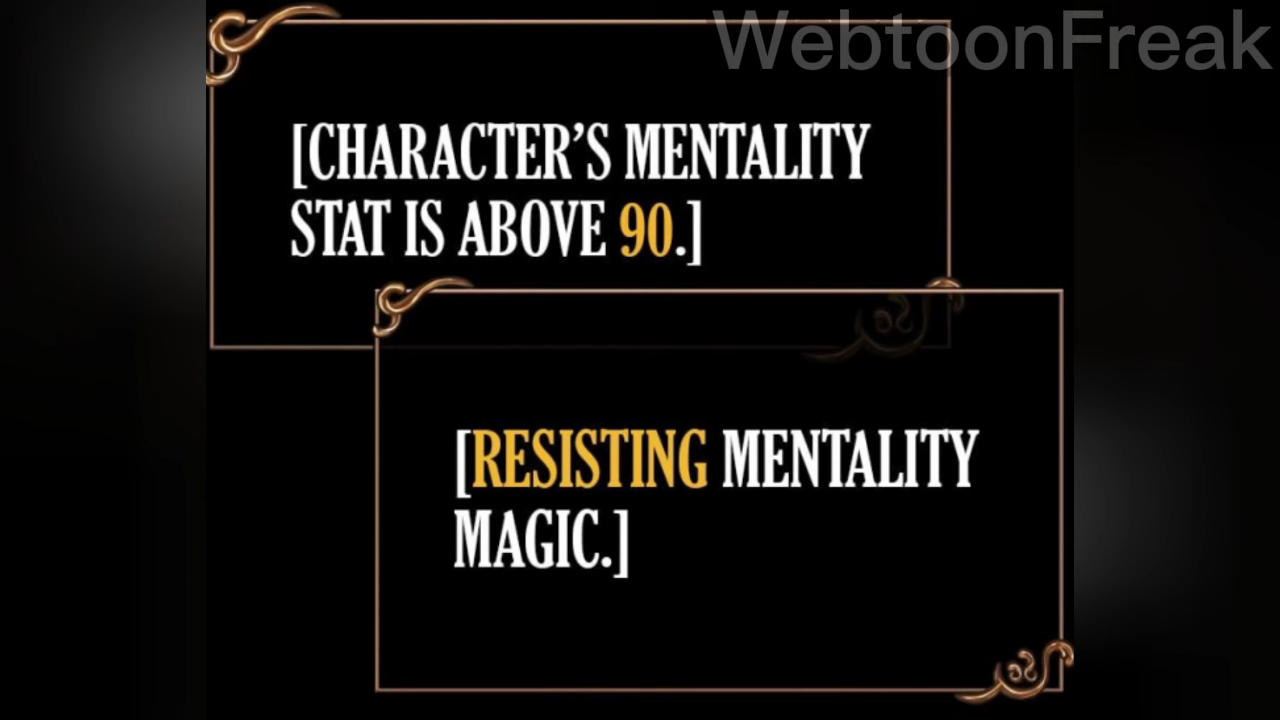 WebtoonFreak
[CHARACTER'S MENTALITY
STAT IS ABOVE 90.]
[RESISTING MENTALITY
MAGIC.]